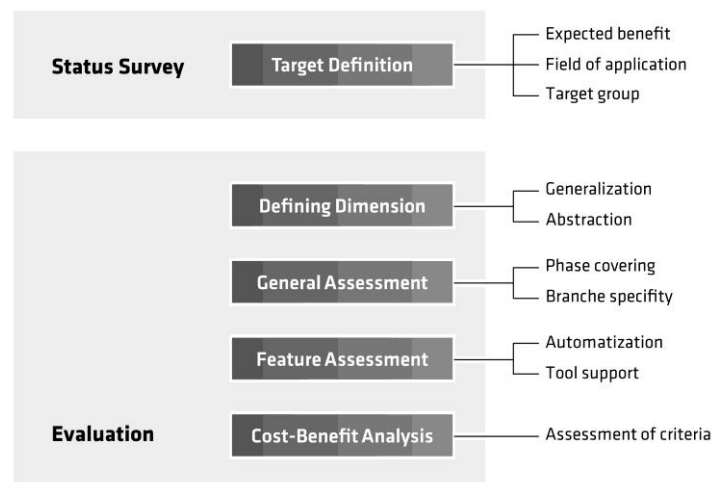 Status Survey
Target Definition
Expected benefit
Field of application
Target group
Defining Dimension
Generalization
Abstraction
General Assessment
Phase covering
Branche specifity
Feature Assessment
Automatization
Tool support
Evaluation
Cost-Benefit Analysis
Assessment of criteria